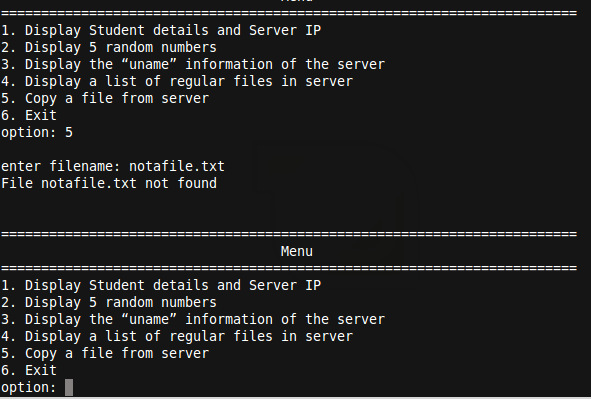 Menu
========================================================================
1. Display Student details and Server IP
2. Display 5 random numbers
3. Display the “uname” information of the server
4. Display a list of regular files in server
5. Copy a file from server
6. Exit
option: 5
enter filename: notafile.txt
File notafile.txt not found
========================================================================
Menu
========================================================================
1. Display Student details and Server IP
2. Display 5 random numbers
3. Display the “uname” information of the server
4. Display a list of regular files in server
5. Copy a file from server
6. Exit
option: